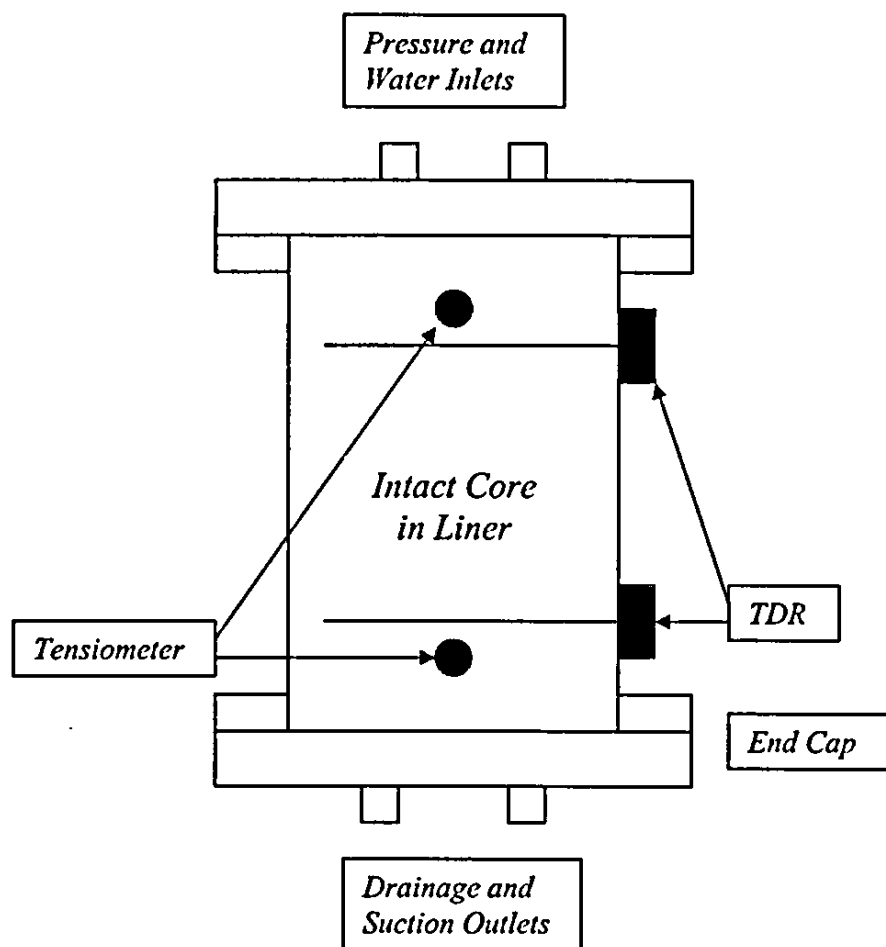 Pressure and
Water Inlets
Intact Core
in Liner
TDR
Tensiometer
End Cap
Drainage and
Suction Outlets